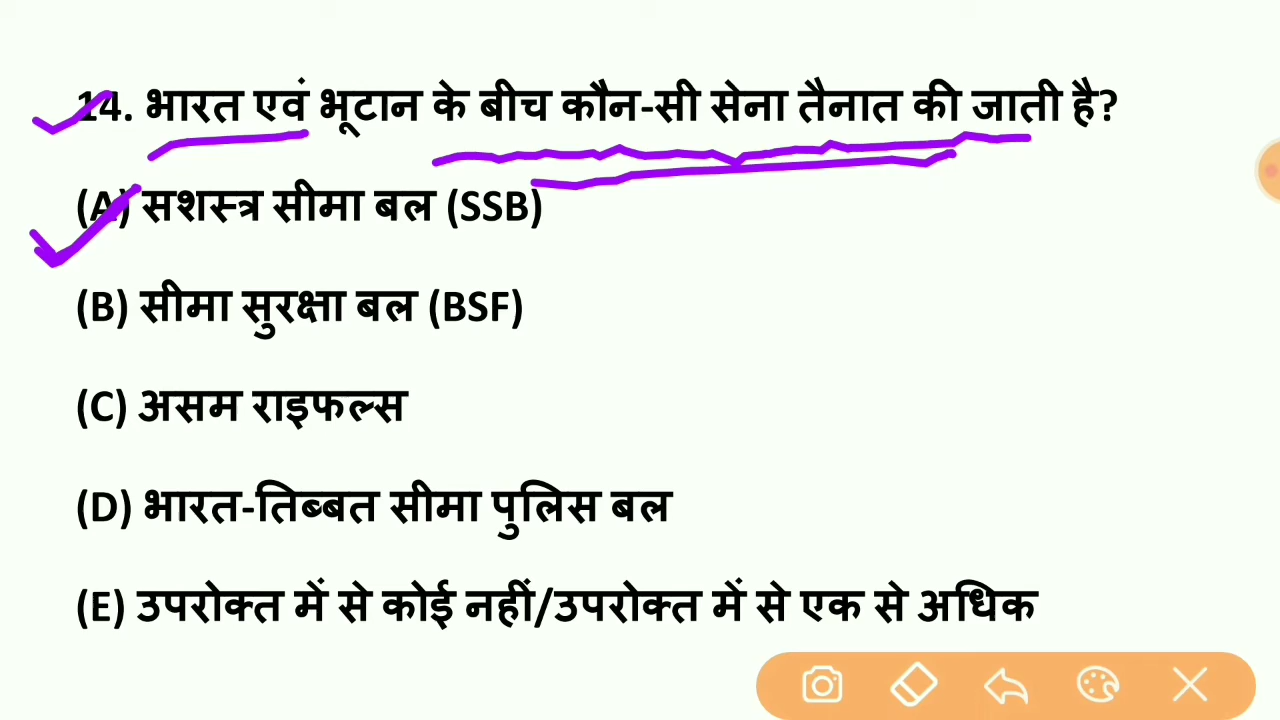 14. भारत एवं भूटान के बीच कौन-सी सेना तैनात की जाती है?
(A) सशस्त्र सीमा बल (SSB)
(B) सीमा सुरक्षा बल (BSF)
(C) असम राइफल्स
(D) भारत-तिब्बत सीमा पुलिस बल
(E) उपरोक्त में से कोई नहीं/उपरोक्त में से एक से अधिक